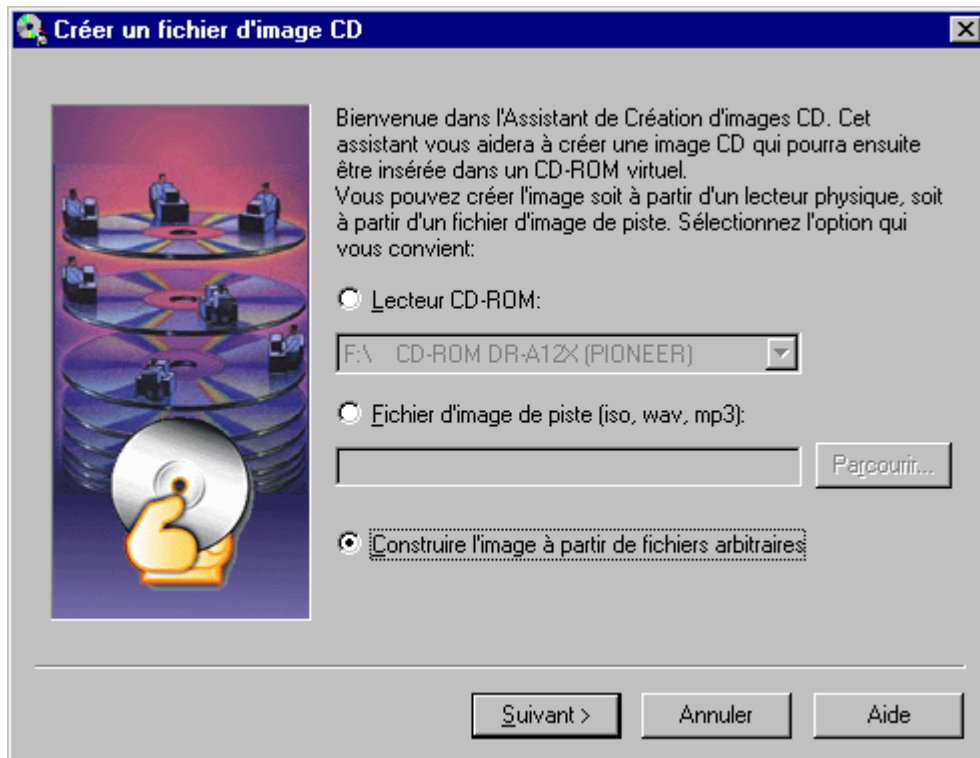 Créer un fichier d'image CD
Bienvenue dans l'Assistant de Création d'images CD. Cet
assistant vous aidera à créer une image CD qui pourra ensuite
être insérée dans un CD-ROM virtuel.
Vous pouvez créer l'image soit à partir d'un lecteur physique, soit
à partir d'un fichier d'image de piste. Sélectionnez l'option qui
vous convient:
Lecteur CD-ROM:
F:\ CD-ROM DR-A12X (PIONEER)
Fichier d'image de piste (iso, wav, mp3):
Parcourir...
Construire l'image à partir de fichiers arbitraires
Suivant >
Annuler
Aide